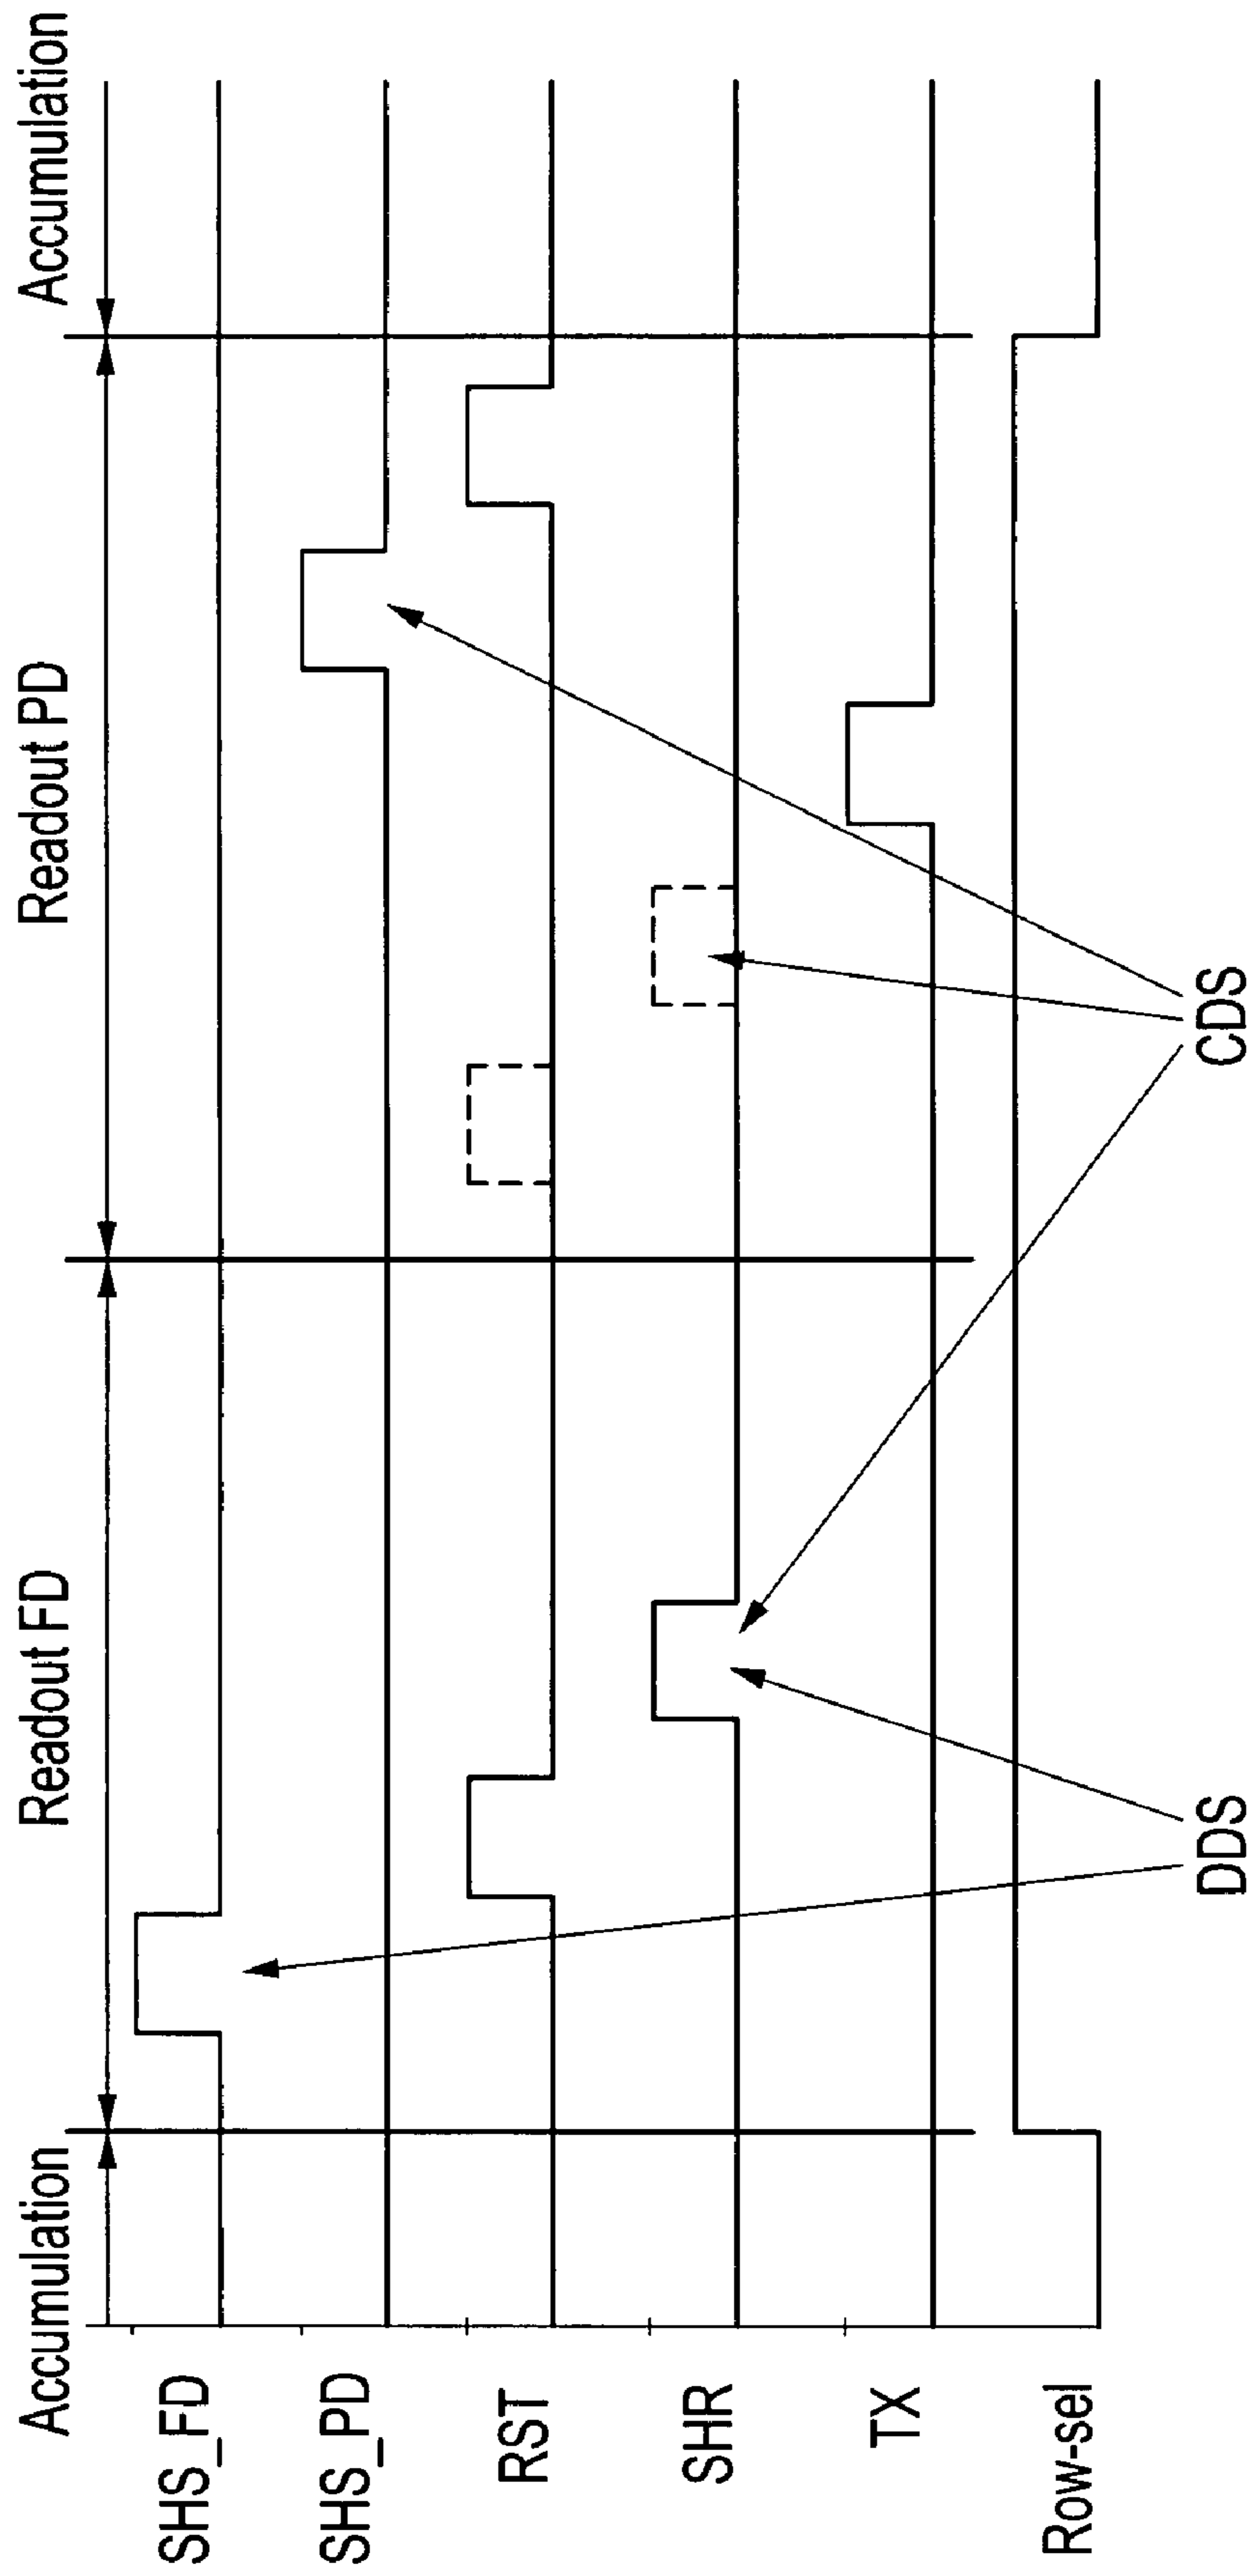 Accumulation
Readout FD
Readout PD
Accumulation
SHS_FD
SHS_PD
RST
SHR
TX
Row-sel
DDS
CDS